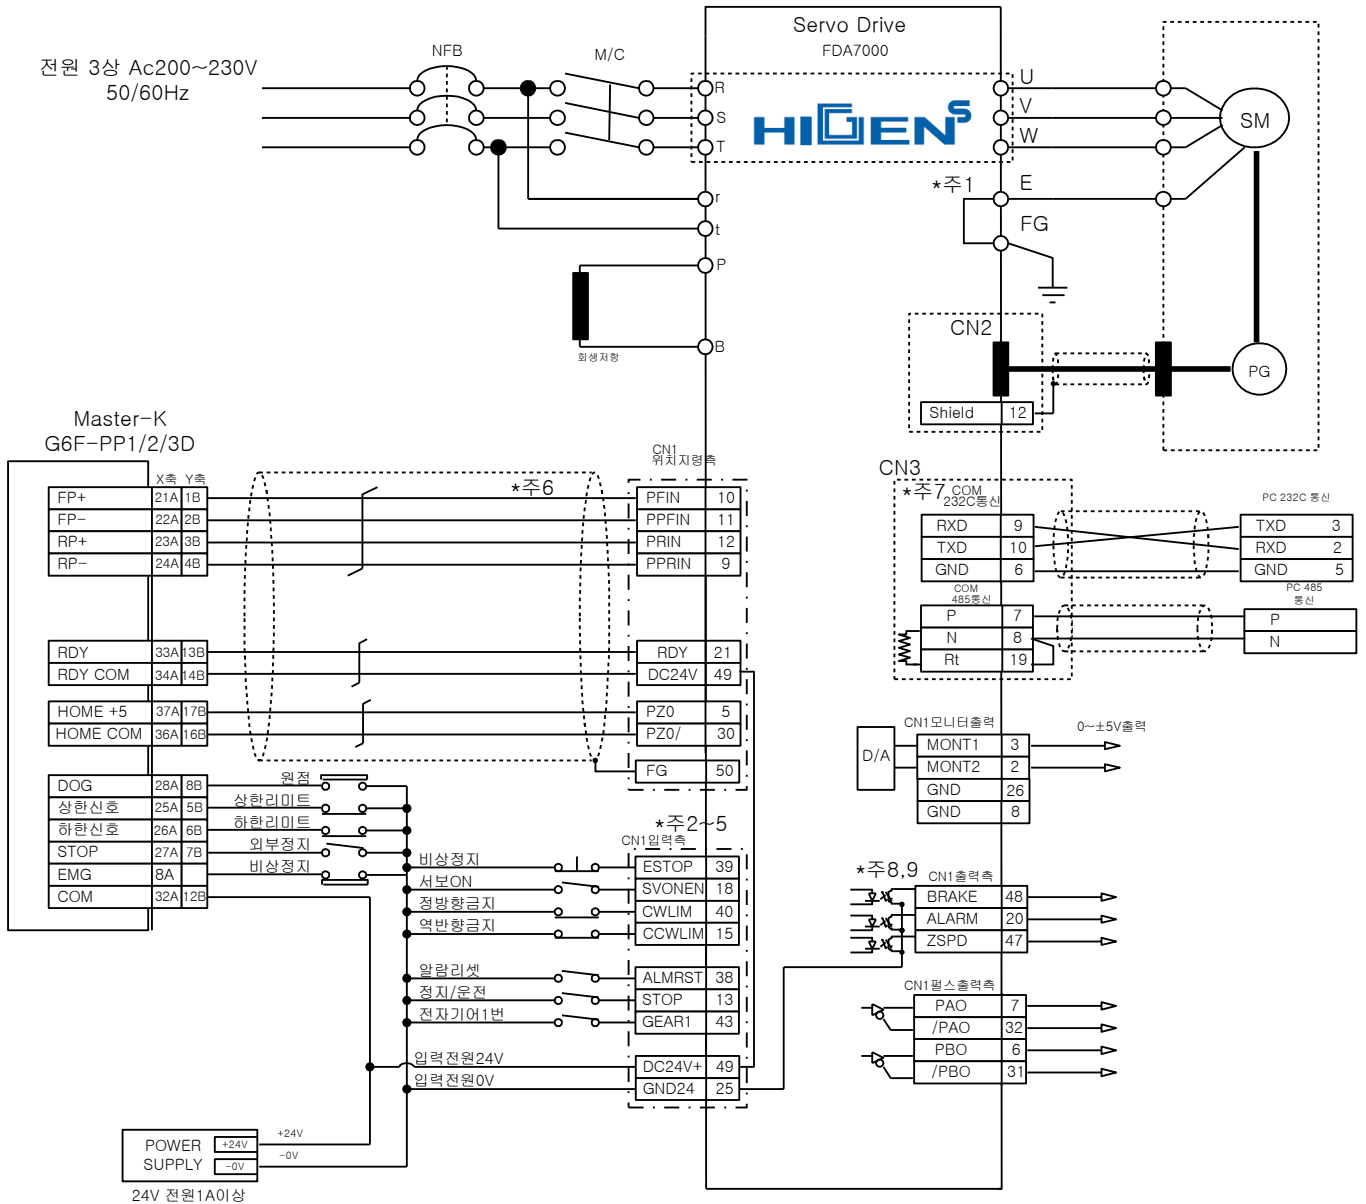 Servo Drive
FDA7000
NFB
M/C
전원 3상 Ac200~230V
50/60Hz
R
S
T
HIGEN S
U
V
W
SM
*주1
E
FG
r
t
P
B
회생저항
CN2
PG
Shield 12
Master-K
G6F-PP1/2/3D
X축 Y축
FP+ 21A 1B
FP- 22A 2B
RP+ 23A 3B
RP- 24A 4B
RDY 33A 13B
RDY COM 34A 14B
HOME +5 37A 17B
HOME COM 36A 16B
DOG 28A 8B
상한신호 25A 5B
하한신호 26A 6B
STOP 27A 7B
EMG 8A
COM 32A 12B
*주6
CN1
위치지령측
PFIN 10
PPFIN 11
PRIN 12
PPRIN 9
RDY 21
DC24V 49
PZ0 5
PZ0/ 30
FG 50
원점
상한리미트
하한리미트
외부정지
비상정지
*주2~5
CN1입력측
비상정지
ESTOP 39
서보ON
SVONEN 18
정방향금지
CWLIM 40
역반향금지
CCWLIM 15
알람리셋
ALMRST 38
정지/운전
STOP 13
전자기어1번
GEAR1 43
입력전원24V
DC24V+ 49
입력전원0V
GND24 25
POWER
SUPPLY
+24V
-0V
+24V
-0V
24V 전원1A이상
CN3
*주7
COM
232C통신
RXD 9
TXD 10
GND 6
PC 232C 통신
TXD 3
RXD 2
GND 5
COM
485통신
P 7
N 8
Rt 19
PC 485
통신
P
N
CN1모니터출력
0~±5V출력
D/A
MONT1 3
MONT2 2
GND 26
GND 8
*주8,9
CN1출력측
BRAKE 48
ALARM 20
ZSPD 47
CN1펄스출력측
PAO 7
/PAO 32
PBO 6
/PBO 31